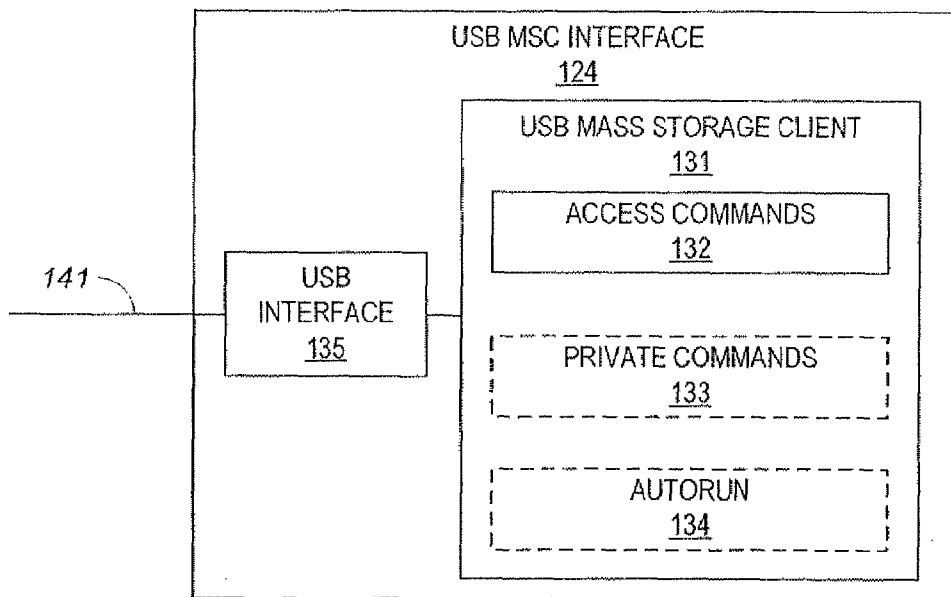 USB MSC INTERFACE
124
USB MASS STORAGE CLIENT
131
ACCESS COMMANDS
132
141
USB
INTERFACE
135
PRIVATE COMMANDS
133
AUTORUN
134